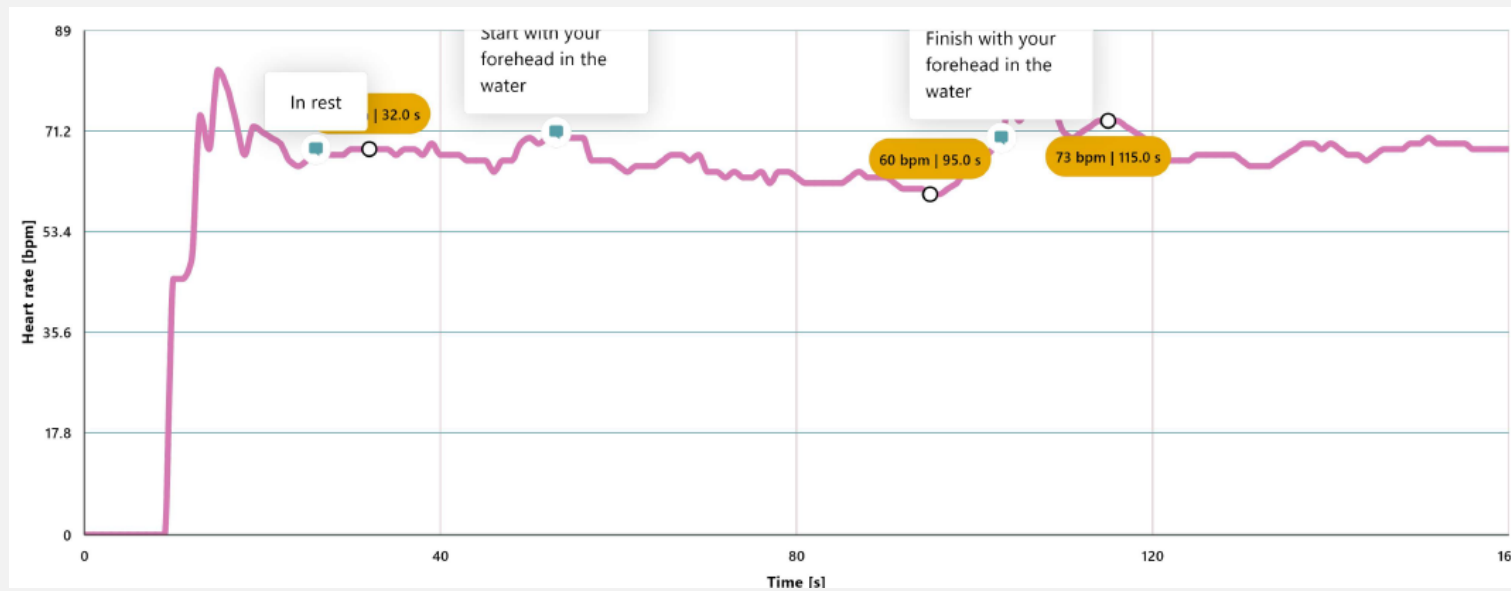 89
71.2
53.4
35.6
17.8
0
Heart rate [bpm]
Start with your
forehead in the
water
Finish with your
forehead in the
water
In rest
| 32.0 s
60 bpm | 95.0 s
73 bpm | 115.0 s
0
40
80
120
16
Time [s]